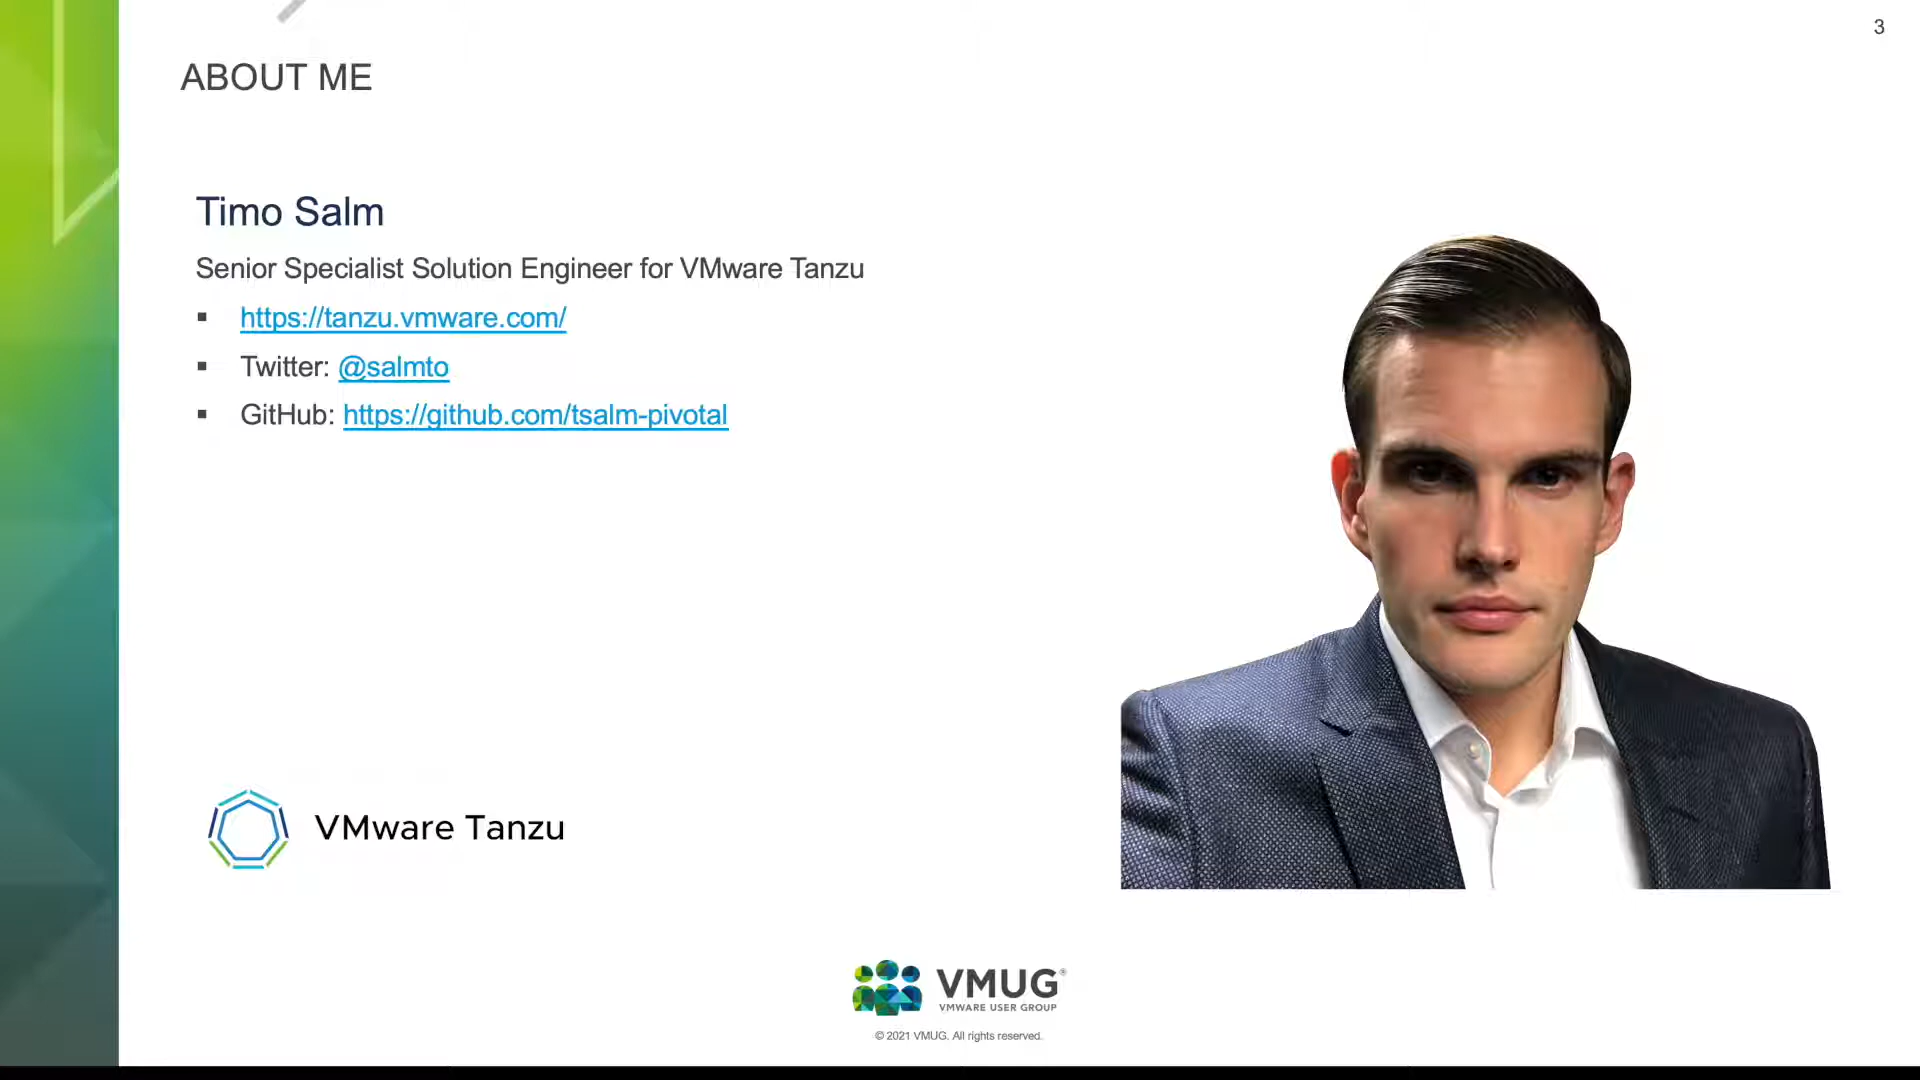 3
ABOUT ME
Timo Salm
Senior Specialist Solution Engineer for VMware Tanzu
▪ https://tanzu.vmware.com/
▪ Twitter: @salmto
▪ GitHub: https://github.com/tsalm-pivotal
VMware Tanzu
VMUG®
VMWARE USER GROUP
© 2021 VMUG. All rights reserved.